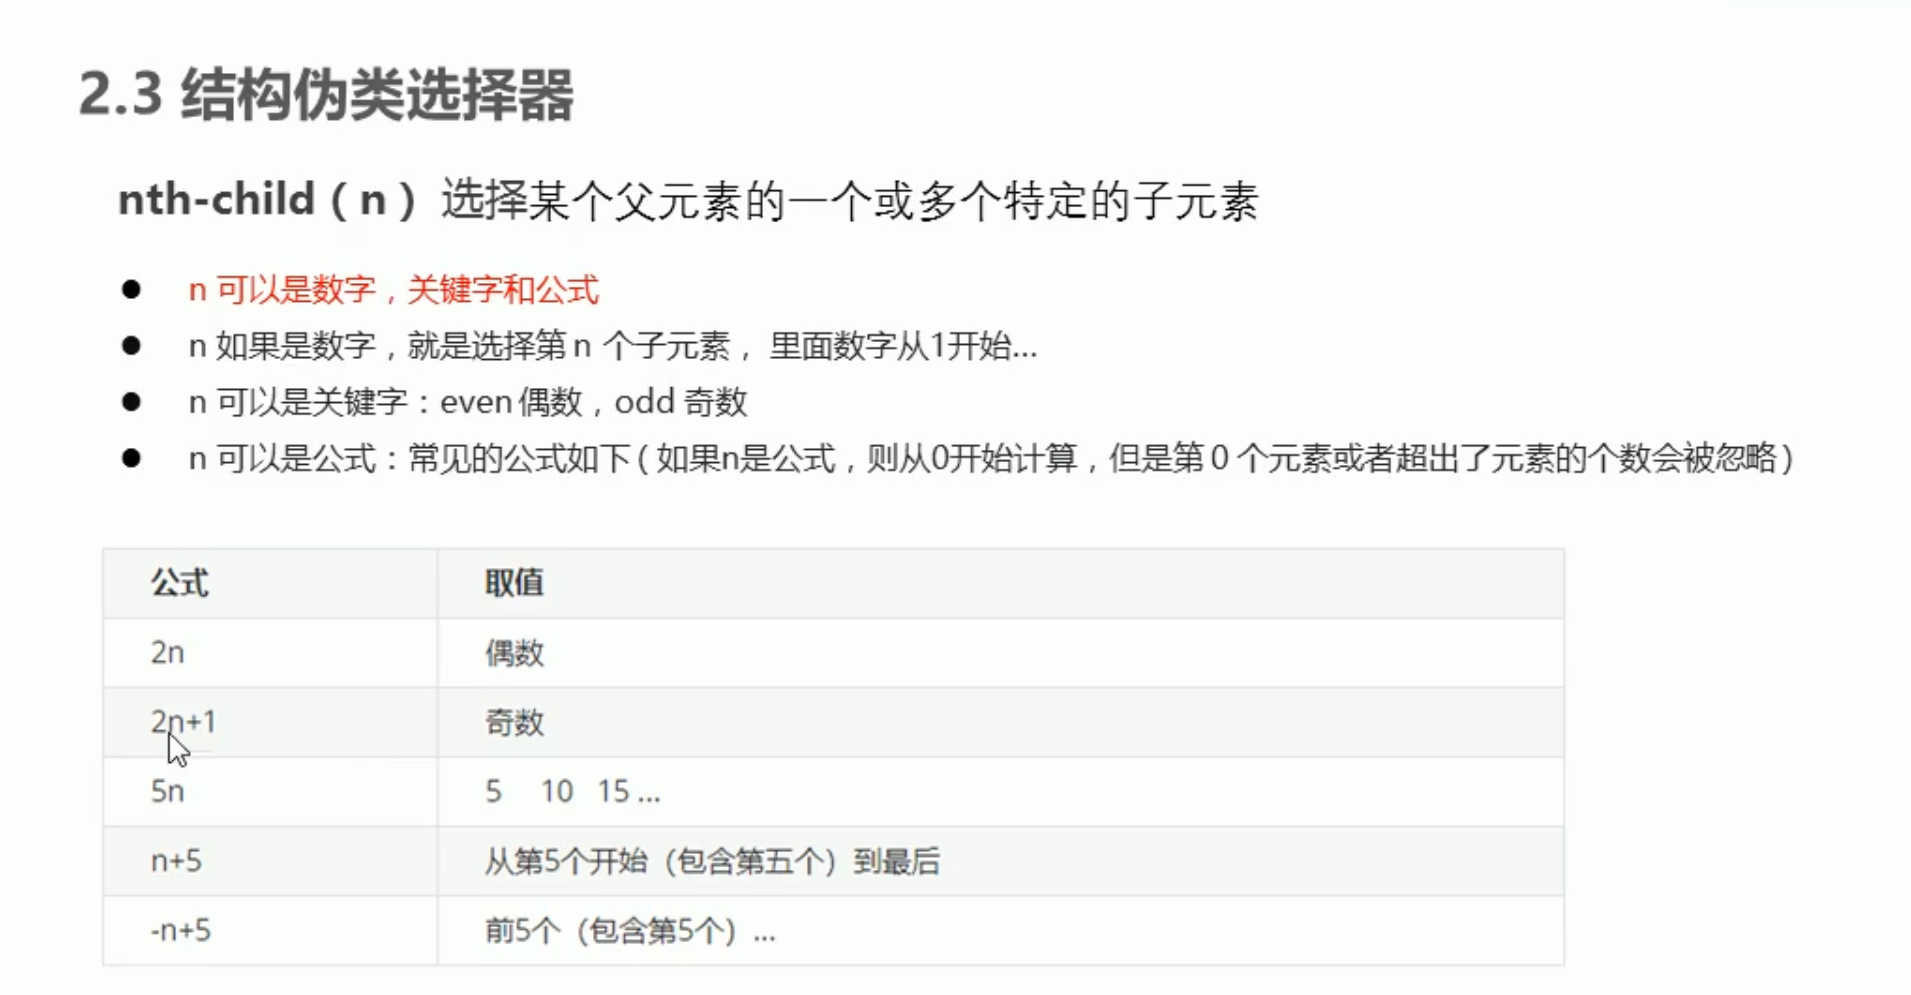 2.3 结构伪类选择器
nth-child（n） 选择某个父元素的一个或多个特定的子元素
● n 可以是数字，关键字和公式
● n 如果是数字，就是选择第 n 个子元素， 里面数字从1开始…
● n 可以是关键字：even 偶数，odd 奇数
● n 可以是公式：常见的公式如下 ( 如果n是公式，则从0开始计算，但是第 0 个元素或者超出了元素的个数会被忽略 )
公式 取值
2n 偶数
2n+1 奇数
5n 5 10 15 ...
n+5 从第5个开始（包含第五个）到最后
-n+5 前5个（包含第5个）...